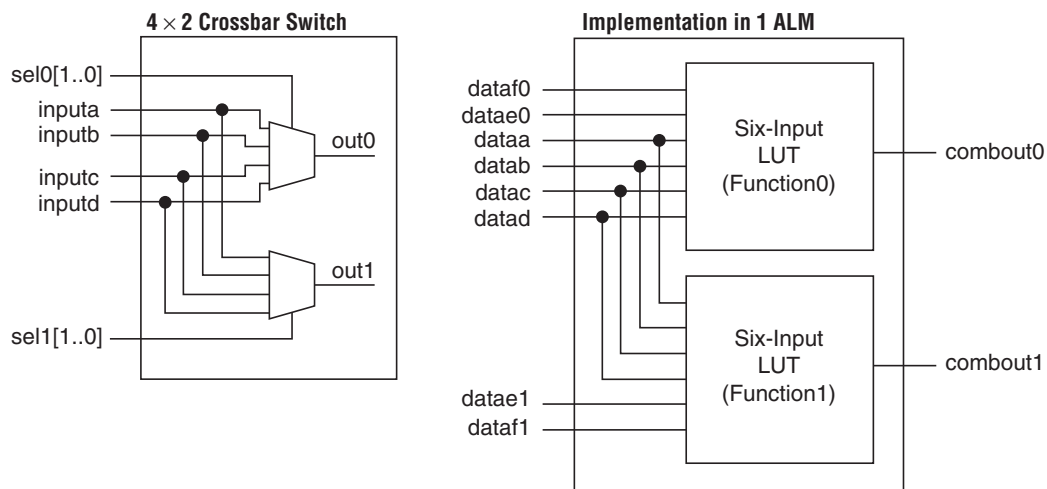 4 × 2 Crossbar Switch
sel0[1..0]
inputa
inputb
out0
inputc
inputd
out1
sel1[1..0]
Implementation in 1 ALM
dataf0
datae0
dataa
datab
datac
datad
Six-Input
LUT
(Function0)
combout0
Six-Input
LUT
(Function1)
combout1
datae1
dataf1